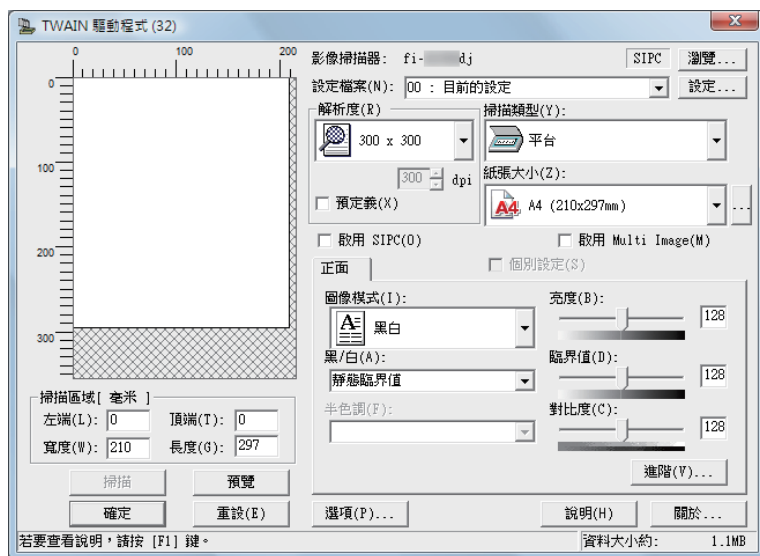 TWAIN 驅動程式 (32)
0 100 200
0
100
200
300
影像掃描器: fi- dj SIPC 瀏覽...
設定檔案(N): 00 : 目前的設定 設定...
解析度(R) 掃描類型(Y):
300 x 300 平台
300 dpi 紙張大小(Z):
預定義(X) A4 A4 (210x297mm) ...
啟用 SIPC(O) 啟用 Multi Image(M)
正面 個別設定(S)
圖像模式(I): 亮度(B):
A 黑白 128
黑/白(A): 臨界值(D):
靜態臨界值 128
半色調(F): 對比度(C):
128
進階(V)...
掃描區域[ 毫米 ]
左端(L): 0 頂端(T): 0
寬度(W): 210 長度(G): 297
掃描 預覽
確定 重設(E) 選項(P)... 說明(H) 關於...
若要查看說明，請按 [F1] 鍵。 資料大小約: 1.1MB